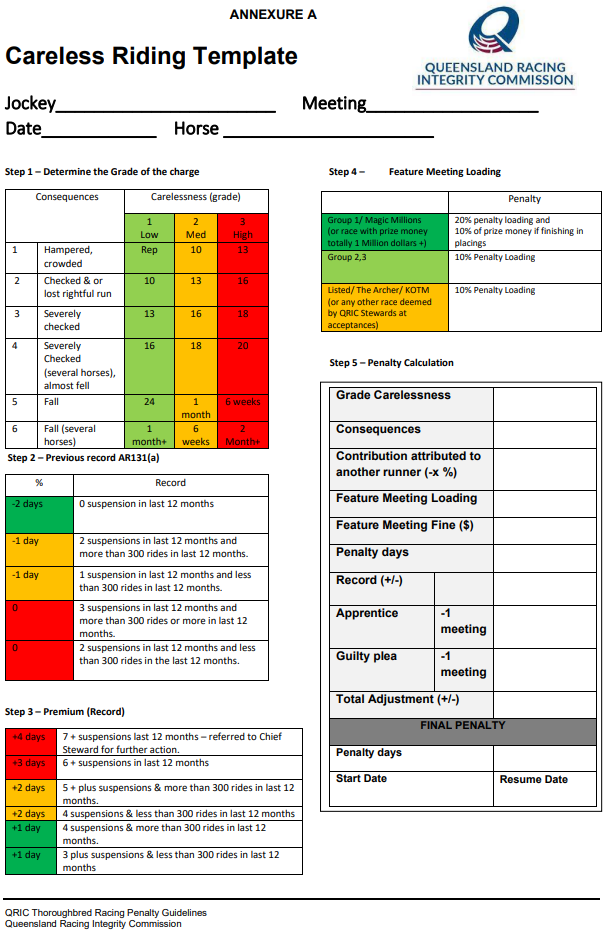 ANNEXURE A
Careless Riding Template
QUEENSLAND RACING
INTEGRITY COMMISSION
Jockey__________________________ Meeting____________________
Date_____________ Horse ________________________
Step 1 – Determine the Grade of the charge
Consequences Carelessness (grade)
1 2 3
Low Med High
1 Hampered, crowded Rep 10 13
2 Checked & or lost rightful run 10 13 16
3 Severely checked 13 16 18
4 Severely Checked (several horses), almost fell 16 18 20
5 Fall 24 1 month 6 weeks
6 Fall (several horses) 1 month+ 6 weeks 2 Month+
Step 2 – Previous record AR131(a)
% Record
-2 days 0 suspension in last 12 months
-1 day 2 suspensions in last 12 months and
more than 300 rides in last 12 months.
-1 day 1 suspension in last 12 months and less
than 300 rides in last 12 months.
0 3 suspensions in last 12 months and
more than 300 rides or more in last 12
months.
0 2 suspensions in last 12 months and less
than 300 rides in the last 12 months.
Step 3 – Premium (Record)
+4 days 7 + suspensions last 12 months – referred to Chief
Steward for further action.
+3 days 6 + suspensions in last 12 months
+2 days 5 + plus suspensions & more than 300 rides in last 12
months.
+2 days 4 suspensions & less than 300 rides in last 12 months
+1 day 4 suspensions & more than 300 rides in last 12
months.
+1 day 3 plus suspensions & less than 300 rides in last 12
months
Step 4 – Feature Meeting Loading
Penalty
Group 1/ Magic Millions 20% penalty loading and
(or race with prize money 10% of prize money if finishing in
totally 1 Million dollars +) placings
Group 2,3 10% Penalty Loading
Listed/ The Archer/ KOTM 10% Penalty Loading
(or any other race deemed
by QRIC Stewards at
acceptances)
Step 5 – Penalty Calculation
Grade Carelessness
Consequences
Contribution attributed to
another runner (-x %)
Feature Meeting Loading
Feature Meeting Fine ($)
Penalty days
Record (+/-)
Apprentice -1
meeting
Guilty plea -1
meeting
Total Adjustment (+/-)
FINAL PENALTY
Penalty days
Start Date Resume Date
QRIC Thoroughbred Racing Penalty Guidelines
Queensland Racing Integrity Commission